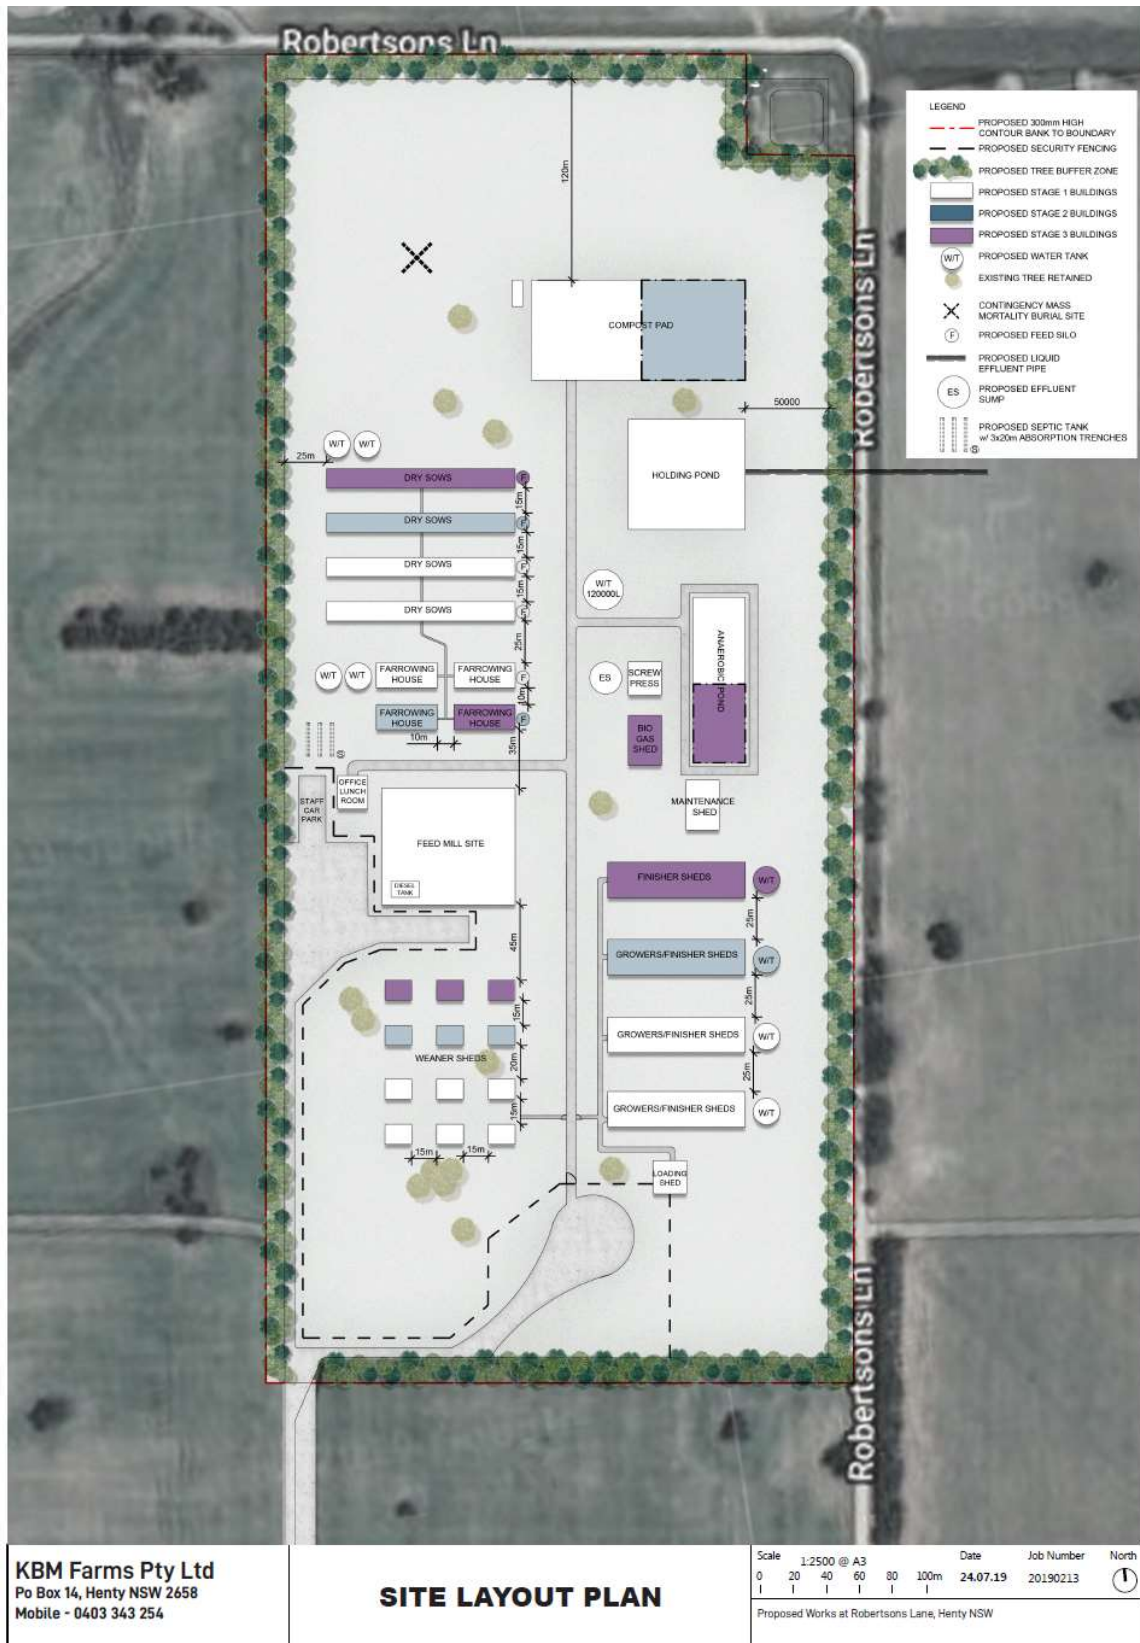 Robertsons Ln
LEGEND
PROPOSED 300mm HIGH
CONTOUR BANK TO BOUNDARY
PROPOSED SECURITY FENCING
PROPOSED TREE BUFFER ZONE
PROPOSED STAGE 1 BUILDINGS
PROPOSED STAGE 2 BUILDINGS
PROPOSED STAGE 3 BUILDINGS
W/T
PROPOSED WATER TANK
EXISTING TREE RETAINED
CONTINGENCY MASS
MORTALITY BURIAL SITE
F
PROPOSED FEED SILO
PROPOSED LIQUID
EFFLUENT PIPE
ES
PROPOSED EFFLUENT
SUMP
PROPOSED SEPTIC TANK
w/ 3x20m ABSORPTION TRENCHES
S
120m
Robertsons Ln
COMPOST PAD
50000
W/T
W/T
25m
DRY SOWS
F
15m
HOLDING POND
DRY SOWS
F
15m
DRY SOWS
F
15m
DRY SOWS
F
25m
W/T
120000L
ANAEROBIC POND
W/T
W/T
FARROWING
HOUSE
FARROWING
HOUSE
F
10m
ES
SCREW
PRESS
FARROWING
HOUSE
FARROWING
HOUSE
F
10m
35m
BIO
GAS
SHED
S
OFFICE
LUNCH
ROOM
STAFF
CAR
PARK
MAINTENANCE
SHED
FEED MILL SITE
DIESEL
TANK
45m
FINISHER SHEDS
W/T
25m
GROWERS/FINISHER SHEDS
W/T
25m
15m
WEANER SHEDS
20m
GROWERS/FINISHER SHEDS
W/T
25m
15m
GROWERS/FINISHER SHEDS
W/T
15m
15m
LOADING
SHED
Robertsons Ln
KBM Farms Pty Ltd
Po Box 14, Henty NSW 2658
Mobile - 0403 343 254
SITE LAYOUT PLAN
Scale
1:2500 @ A3
0 20 40 60 80 100m
Date
24.07.19
Job Number
20190213
North
Proposed Works at Robertsons Lane, Henty NSW